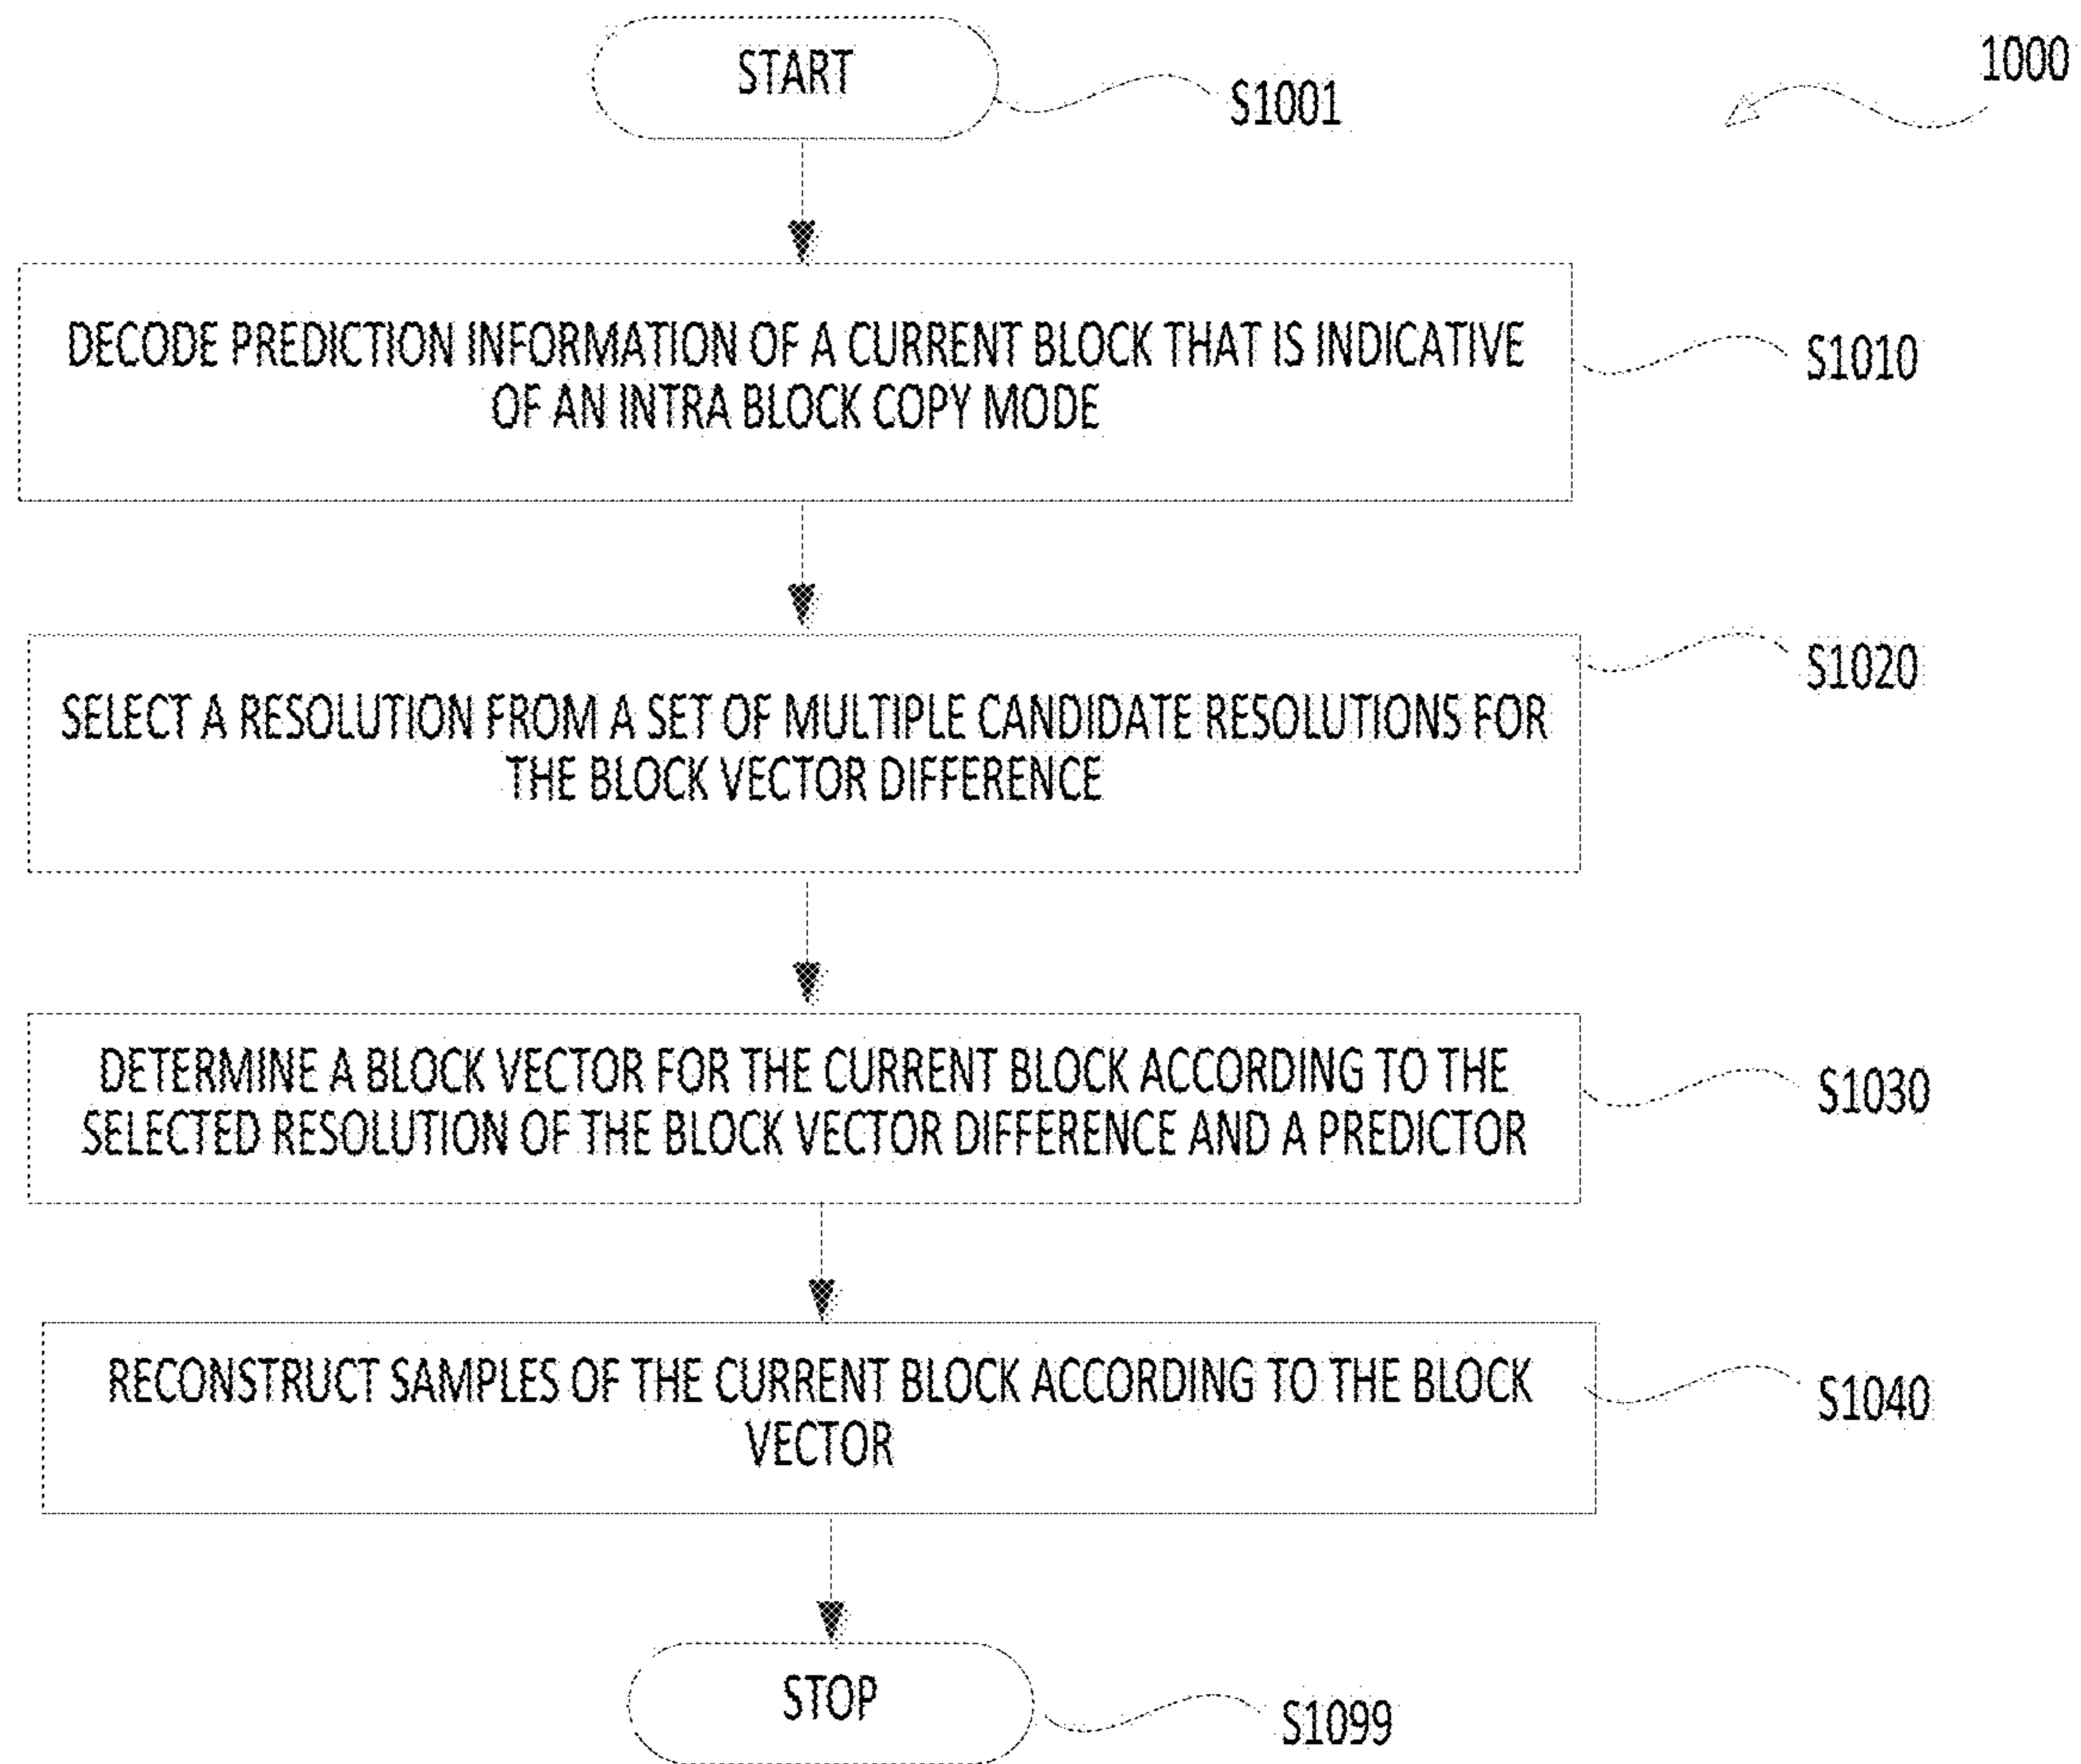 START
S1001
1000
DECODE PREDICTION INFORMATION OF A CURRENT BLOCK THAT IS INDICATIVE
OF AN INTRA BLOCK COPY MODE
S1010
SELECT A RESOLUTION FROM A SET OF MULTIPLE CANDIDATE RESOLUTIONS FOR
THE BLOCK VECTOR DIFFERENCE
S1020
DETERMINE A BLOCK VECTOR FOR THE CURRENT BLOCK ACCORDING TO THE
SELECTED RESOLUTION OF THE BLOCK VECTOR DIFFERENCE AND A PREDICTOR
S1030
RECONSTRUCT SAMPLES OF THE CURRENT BLOCK ACCORDING TO THE BLOCK
VECTOR
S1040
STOP
S1099